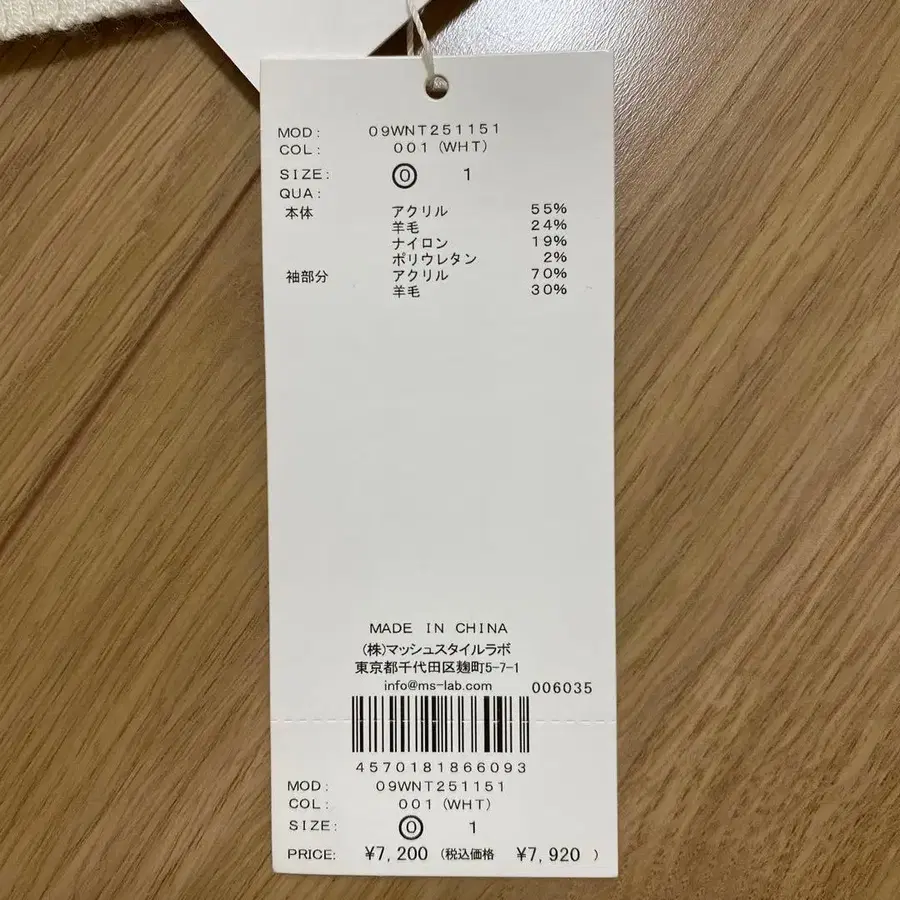 MOD: 09WNT251151
COL: 001(WHT)
SIZE: 0 1
QUA:
本体 アクリル 55%
羊毛 24%
ナイロン 19%
ポリウレタン 2%
袖部分 アクリル 70%
羊毛 30%
MADE IN CHINA
(株)マッシュスタイルラボ
東京都千代田区麹町5-7-1
info@ms-lab.com 006035
4570181866093
MOD: 09WNT251151
COL: 001(WHT)
SIZE: 0 1
PRICE: ¥7,200 (税込価格 ¥7,920 )